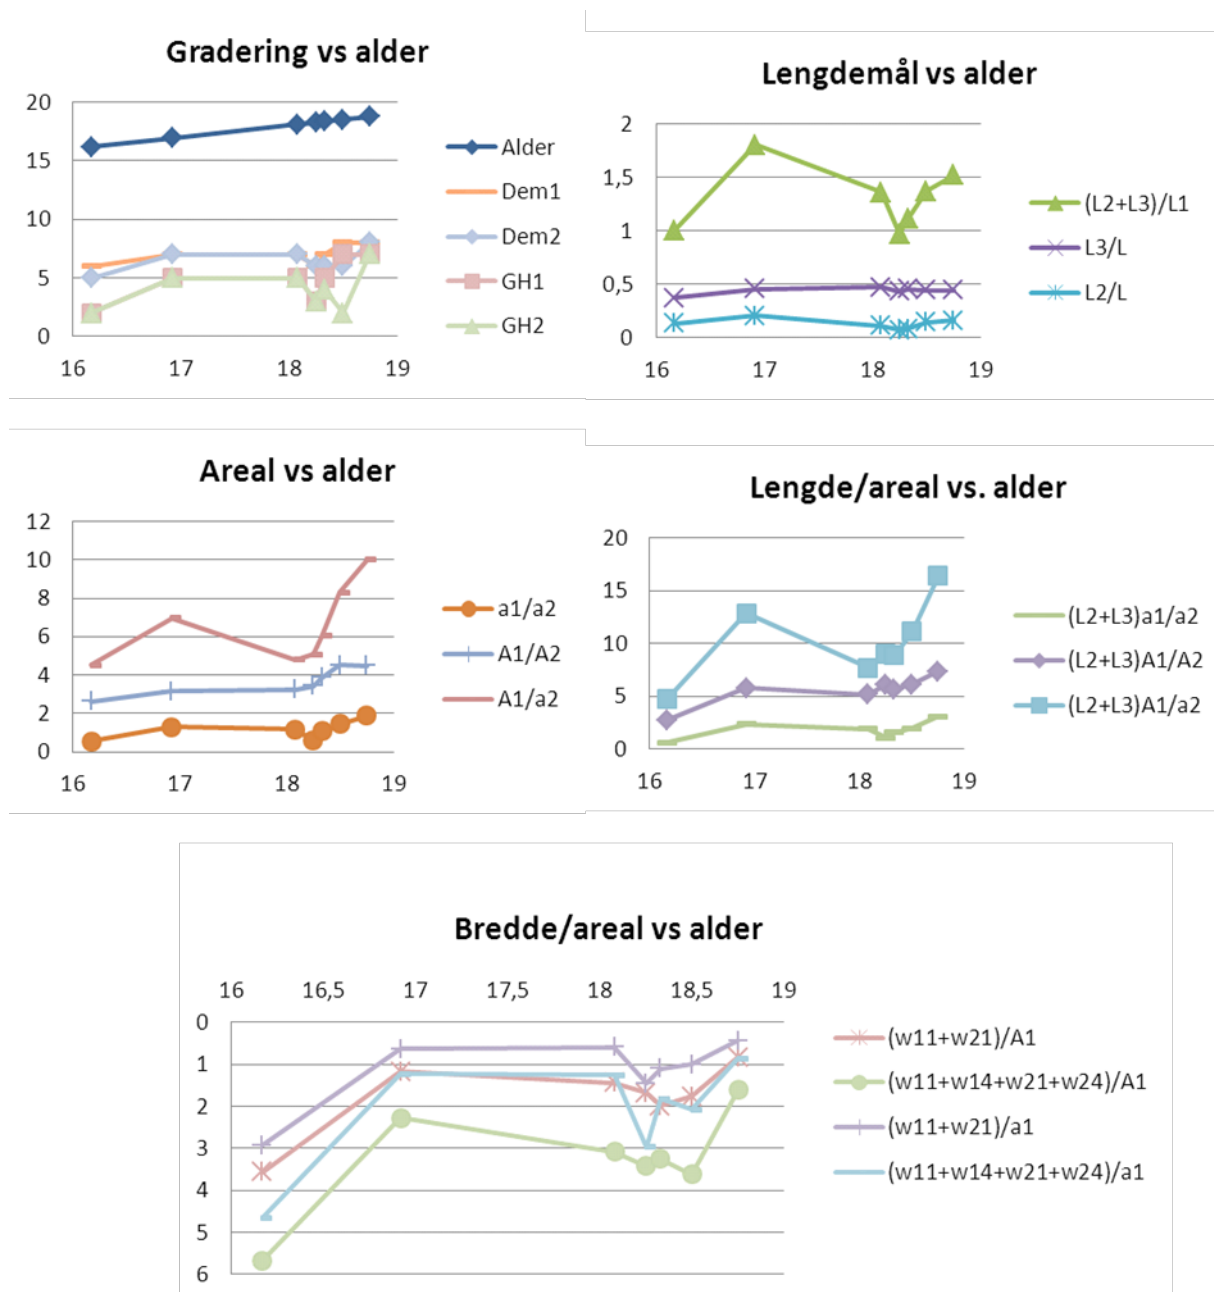 Gradering vs alder
20
15
10
5
0
16 17 18 19
Alder
Dem1
Dem2
GH1
GH2
Lengdemål vs alder
2
1,5
1
0,5
0
16 17 18 19
(L2+L3)/L1
L3/L
L2/L
Areal vs alder
12
10
8
6
4
2
0
16 17 18 19
a1/a2
A1/A2
A1/a2
Lengde/areal vs. alder
20
15
10
5
0
16 17 18 19
(L2+L3)a1/a2
(L2+L3)A1/A2
(L2+L3)A1/a2
Bredde/areal vs alder
16 16,5 17 17,5 18 18,5 19
0
1
2
3
4
5
6
(w11+w21)/A1
(w11+w14+w21+w24)/A1
(w11+w21)/a1
(w11+w14+w21+w24)/a1